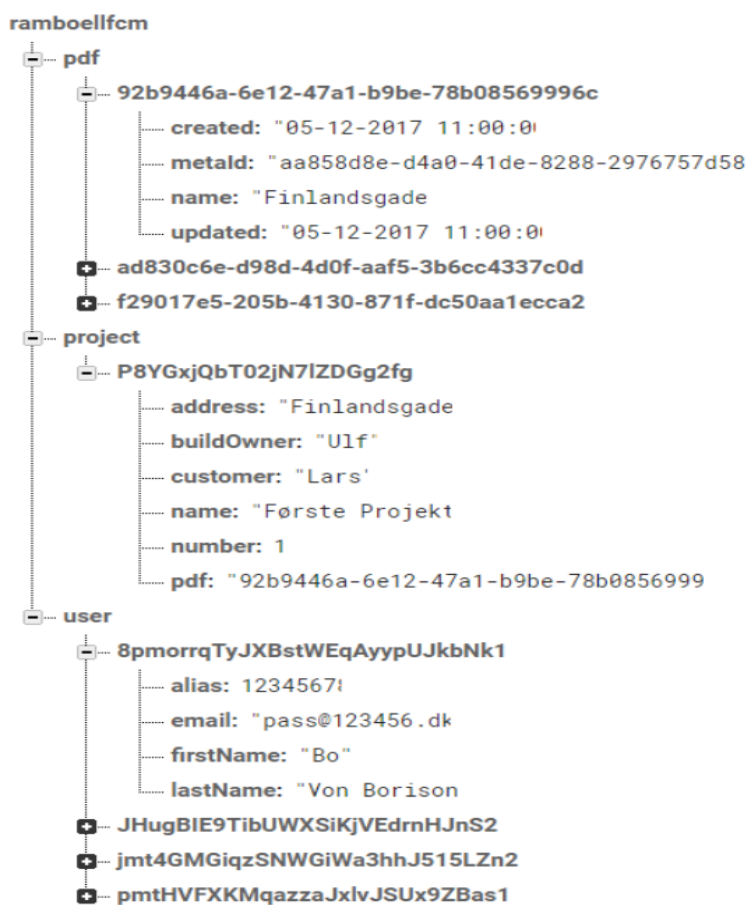 ramboellfcm
pdf
92b9446a-6e12-47a1-b9be-78b08569996c
created: "05-12-2017 11:00:0
metaId: "aa858d8e-d4a0-41de-8288-2976757d58
name: "Finlandsgade
updated: "05-12-2017 11:00:0
ad830c6e-d98d-4d0f-aaf5-3b6cc4337c0d
f29017e5-205b-4130-871f-dc50aa1ecca2
project
P8YGxjQbT02jN7lZDGg2fg
address: "Finlandsgade
buildOwner: "Ulf"
customer: "Lars'
name: "Første Projekt
number: 1
pdf: "92b9446a-6e12-47a1-b9be-78b0856999
user
8pmorrqTyJXBstWEqAyypUJkbNk1
alias: 12345678
email: "pass@123456.dk
firstName: "Bo"
lastName: "Von Borison
JHugBIE9TibUWXSiKjVEdrnHJnS2
jmt4GMGiqzSNWGiWa3hhJ515LZn2
pmtHVFXKMqazzaJxlvJSUx9ZBas1